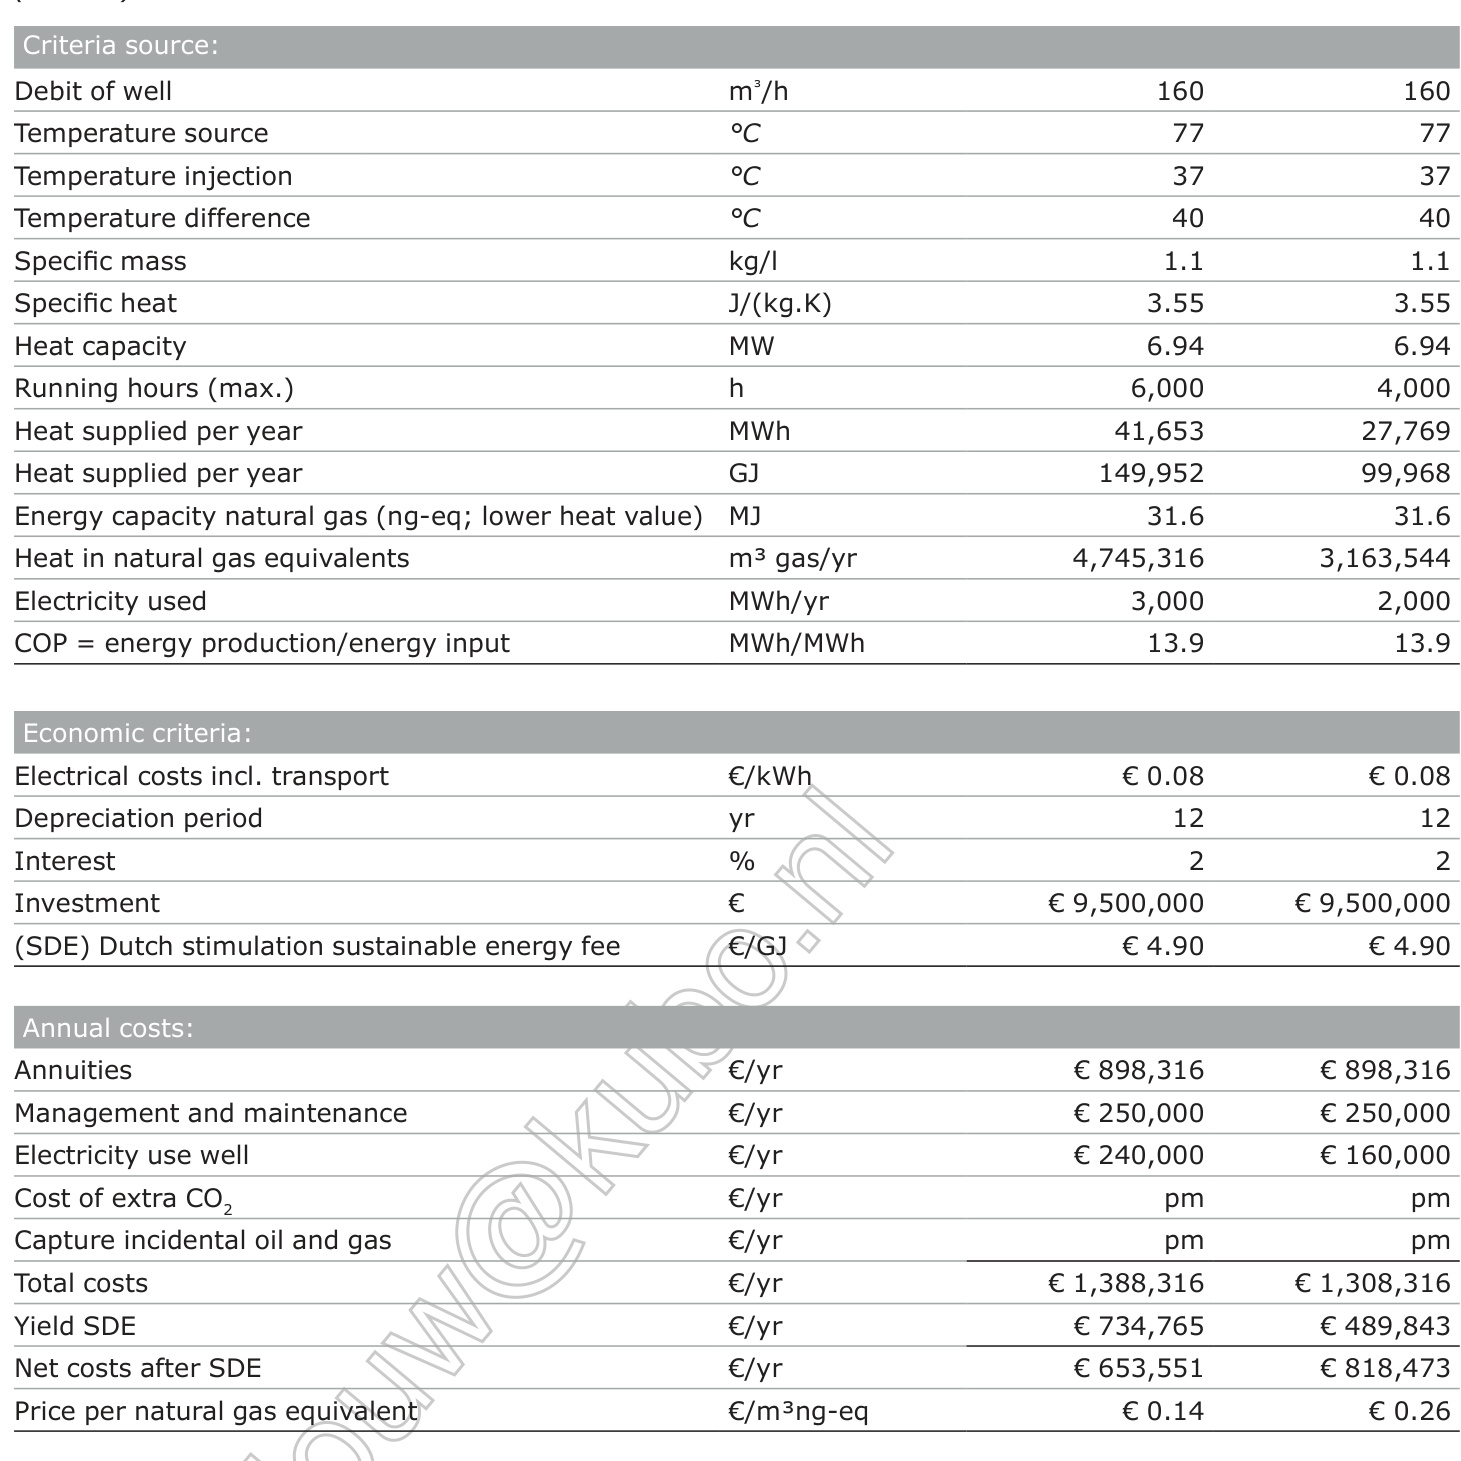 Criteria source:
Debit of well m³/h 160 160
Temperature source °C 77 77
Temperature injection °C 37 37
Temperature difference °C 40 40
Specific mass kg/l 1.1 1.1
Specific heat J/(kg.K) 3.55 3.55
Heat capacity MW 6.94 6.94
Running hours (max.) h 6,000 4,000
Heat supplied per year MWh 41,653 27,769
Heat supplied per year GJ 149,952 99,968
Energy capacity natural gas (ng-eq; lower heat value) MJ 31.6 31.6
Heat in natural gas equivalents m³ gas/yr 4,745,316 3,163,544
Electricity used MWh/yr 3,000 2,000
COP = energy production/energy input MWh/MWh 13.9 13.9
Economic criteria:
Electrical costs incl. transport €/kWh € 0.08 € 0.08
Depreciation period yr 12 12
Interest % 2 2
Investment € € 9,500,000 € 9,500,000
(SDE) Dutch stimulation sustainable energy fee €/GJ € 4.90 € 4.90
Annual costs:
Annuities €/yr € 898,316 € 898,316
Management and maintenance €/yr € 250,000 € 250,000
Electricity use well €/yr € 240,000 € 160,000
Cost of extra CO₂ €/yr pm pm
Capture incidental oil and gas €/yr pm pm
Total costs €/yr € 1,388,316 € 1,308,316
Yield SDE €/yr € 734,765 € 489,843
Net costs after SDE €/yr € 653,551 € 818,473
Price per natural gas equivalent €/m³ng-eq € 0.14 € 0.26
ouw@kubo.nl